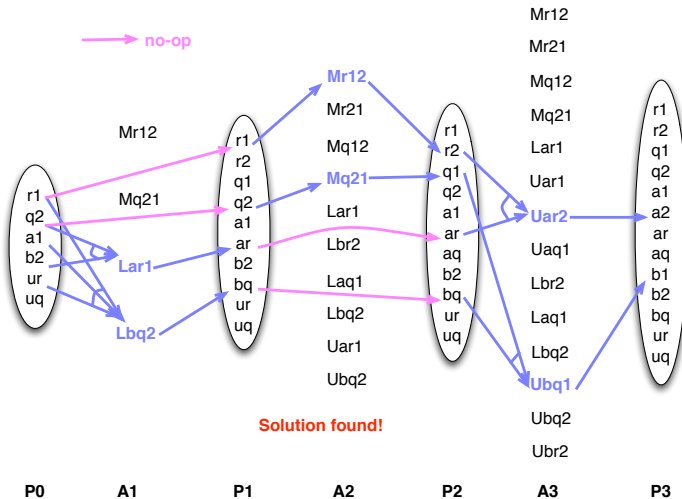 no-op
r1
q2
a1
b2
ur
uq
Mr12
Mq21
Lar1
Lbq2
r1
r2
q1
q2
a1
ar
b2
bq
ur
uq
Mr12
Mr21
Mq12
Mq21
Lar1
Lbr2
Laq1
Lbq2
Uar1
Ubq2
r1
r2
q1
q2
a1
ar
aq
b2
bq
ur
uq
Mr12
Mr21
Mq12
Mq21
Lar1
Uar1
Uar2
Uaq1
Lbr2
Laq1
Lbq2
Ubq1
Ubq2
Ubr2
r1
r2
q1
q2
a1
a2
ar
aq
b1
b2
bq
ur
uq
Solution found!
P0 A1 P1 A2 P2 A3 P3